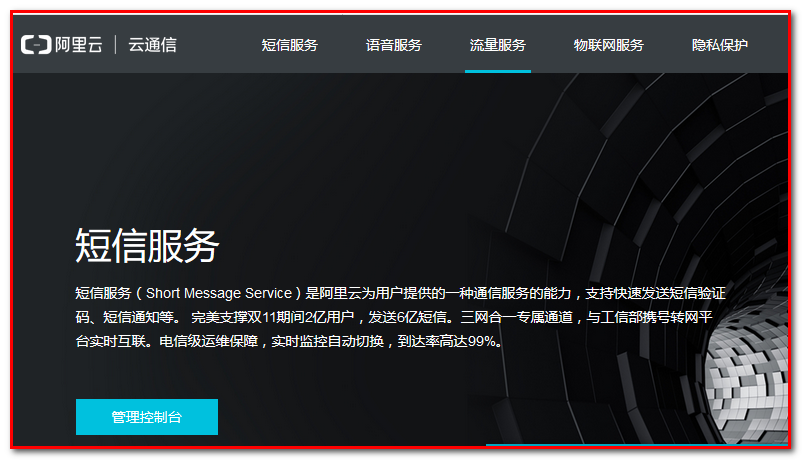 阿里云 | 云通信 短信服务 语音服务 流量服务 物联网服务 隐私保护
短信服务
短信服务（Short Message Service）是阿里云为用户提供的一种通信服务的能力，支持快速发送短信验证
码、短信通知等。 完美支撑双11期间2亿用户，发送6亿短信。三网合一专属通道，与工信部携号转网平
台实时互联。电信级运维保障，实时监控自动切换，到达率高达99%。
管理控制台